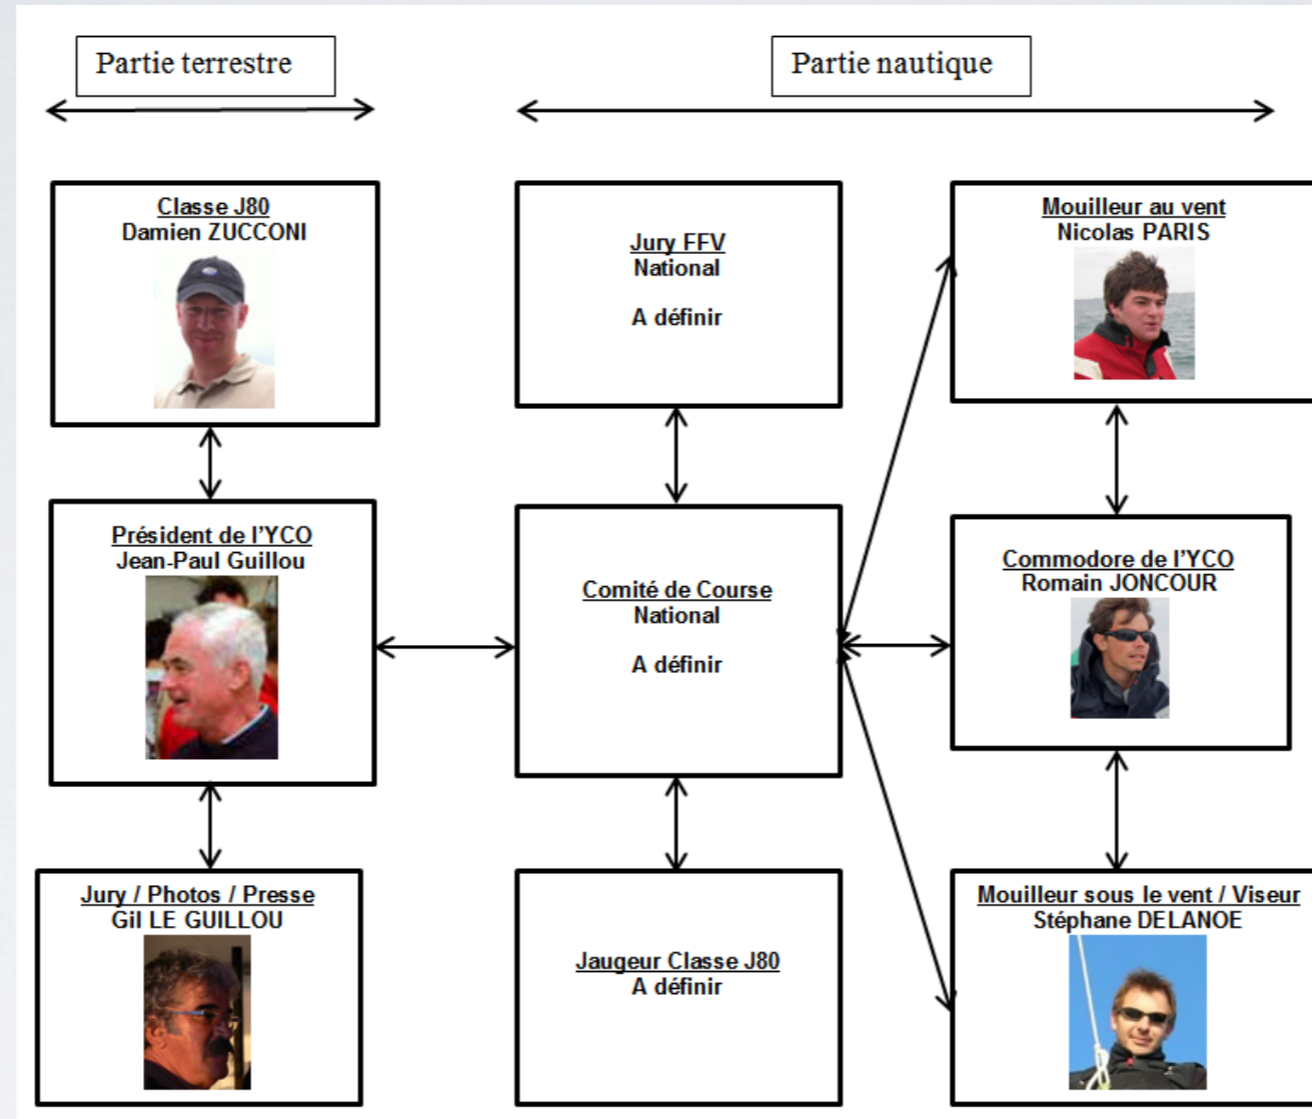 Partie terrestre
Partie nautique
Classe J80
Damien ZUCCONI
Jury FFV
National
A définir
Mouilleur au vent
Nicolas PARIS
Président de l'YCO
Jean-Paul Guillou
Comité de Course
National
A définir
Commodore de l'YCO
Romain JONCOUR
Jury / Photos / Presse
Gil LE GUILLOU
Jaugeur Classe J80
A définir
Mouilleur sous le vent / Viseur
Stéphane DELANOE